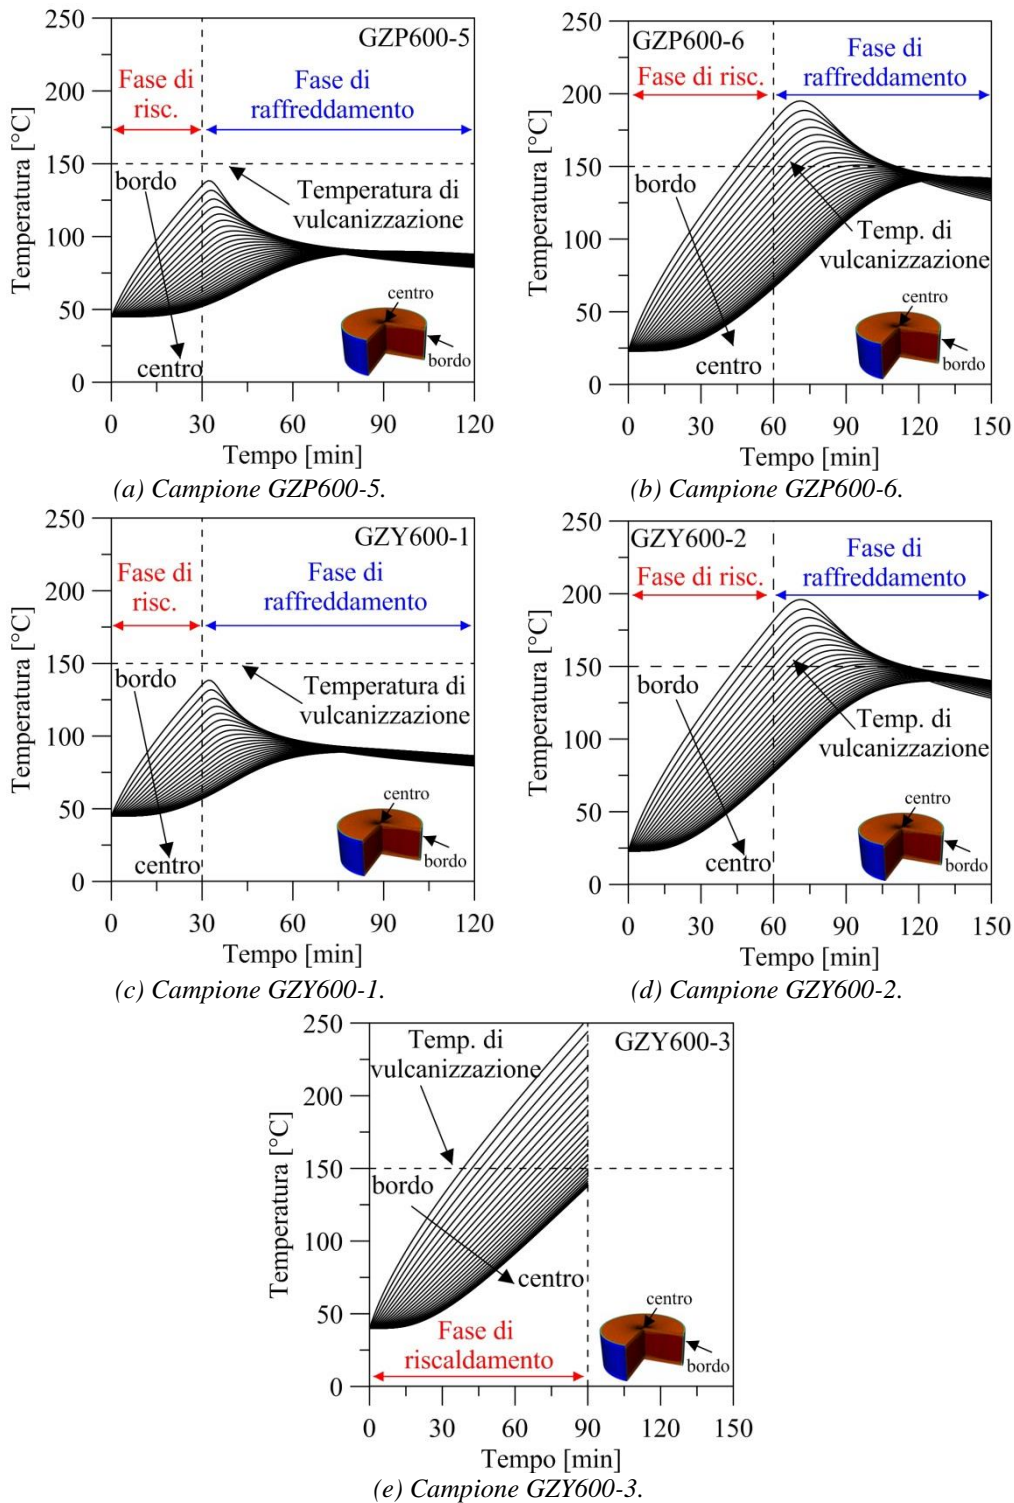 250
200
150
100
50
0
Temperatura [°C]
GZP600-5
Fase di
risc.
Fase di
raffreddamento
bordo
Temperatura di
vulcanizzazione
centro
centro
bordo
0 30 60 90 120
Tempo [min]
(a) Campione GZP600-5.
250
200
150
100
50
0
Temperatura [°C]
GZP600-6
Fase di risc.
Fase di
raffreddamento
bordo
Temp. di
vulcanizzazione
centro
centro
bordo
0 30 60 90 120 150
Tempo [min]
(b) Campione GZP600-6.
250
200
150
100
50
0
Temperatura [°C]
GZY600-1
Fase di
risc.
Fase di
raffreddamento
bordo
Temperatura di
vulcanizzazione
centro
centro
bordo
0 30 60 90 120
Tempo [min]
(c) Campione GZY600-1.
250
200
150
100
50
0
Temperatura [°C]
GZY600-2
Fase di risc.
Fase di
raffreddamento
bordo
Temp. di
vulcanizzazione
centro
centro
bordo
0 30 60 90 120 150
Tempo [min]
(d) Campione GZY600-2.
250
200
150
100
50
0
Temperatura [°C]
GZY600-3
Temp. di
vulcanizzazione
bordo
centro
Fase di
riscaldamento
centro
bordo
0 30 60 90 120 150
Tempo [min]
(e) Campione GZY600-3.